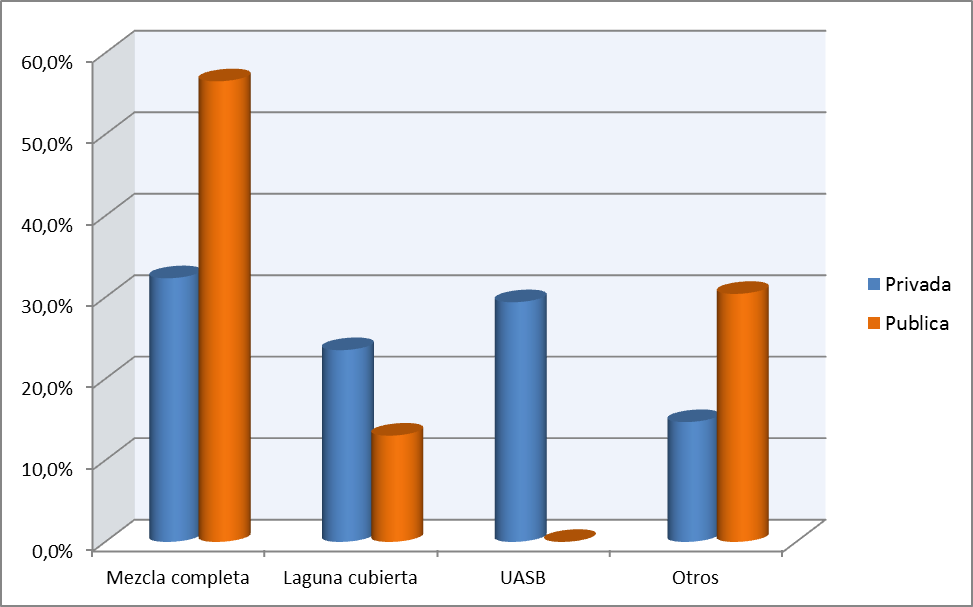 60,0%
50,0%
40,0%
30,0%
20,0%
10,0%
0,0%
Mezcla completa
Laguna cubierta
UASB
Otros
Privada
Publica